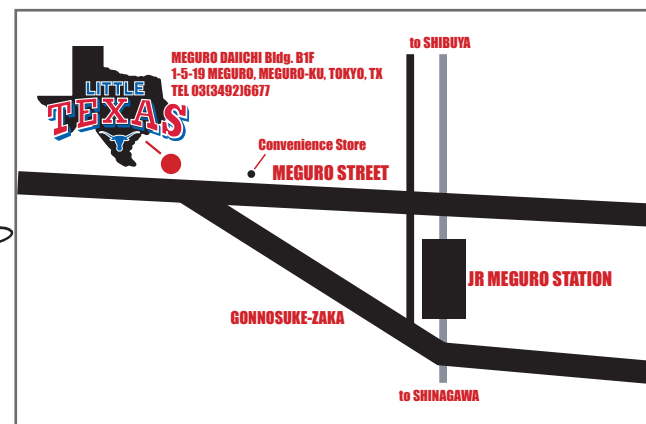 LITTLE
TEXAS
MEGURO DAIICHI Bldg. B1F
1-5-19 MEGURO, MEGURO-KU, TOKYO, TX
TEL 03(3492)6677
to SHIBUYA
Convenience Store
MEGURO STREET
JR MEGURO STATION
GONNOSUKE-ZAKA
to SHINAGAWA